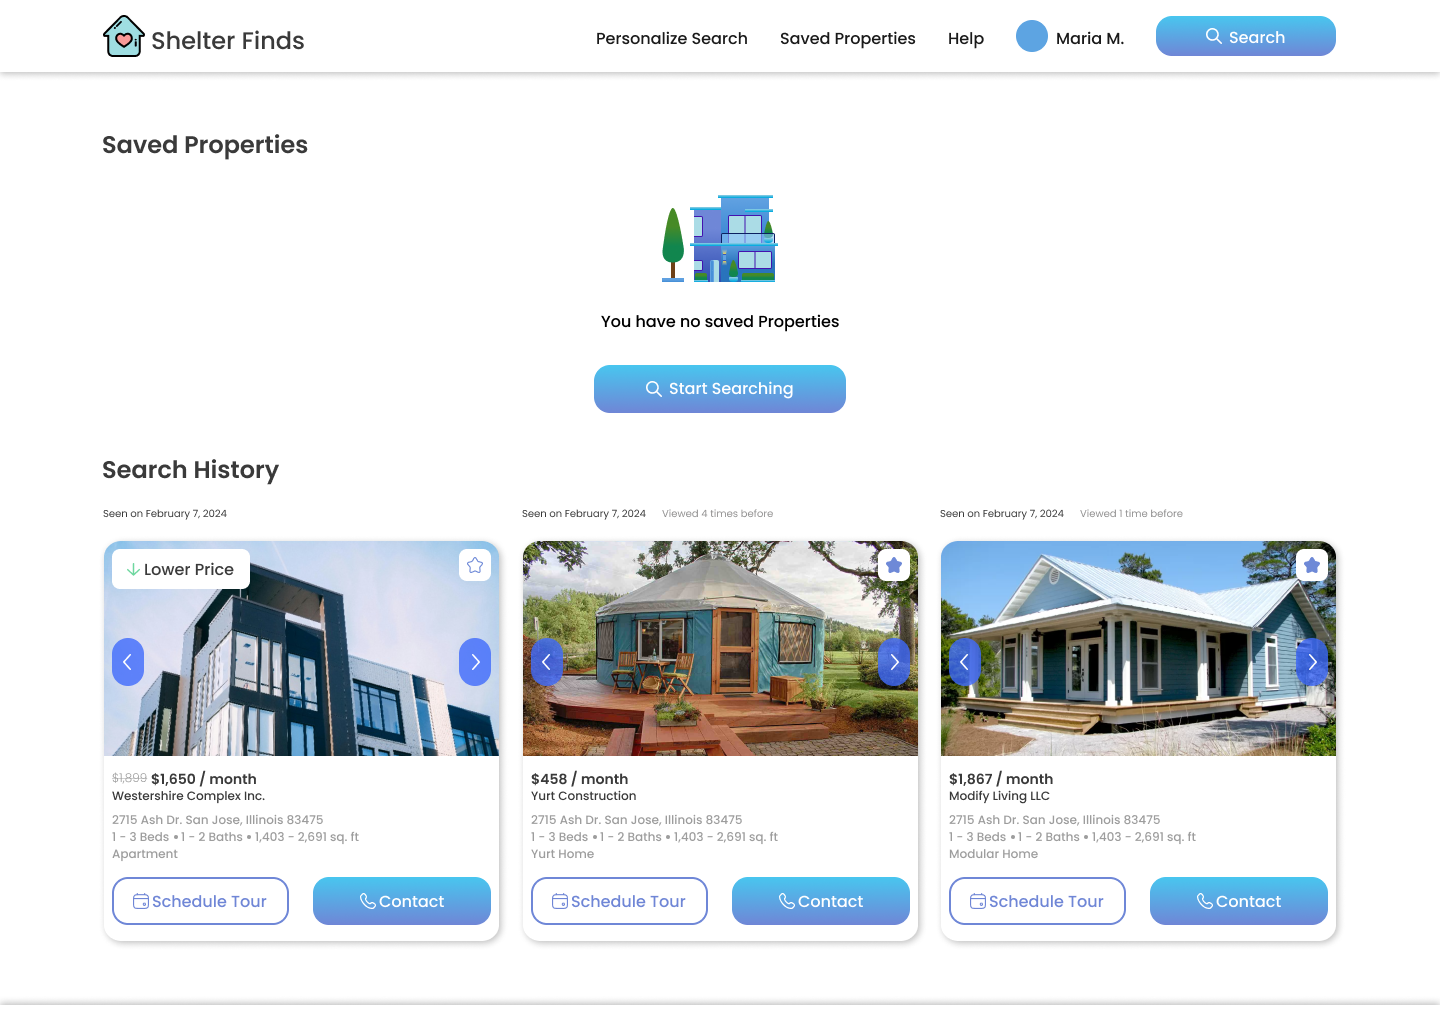 Shelter Finds
Personalize Search
Saved Properties
Help
Maria M.
Search
Saved Properties
You have no saved Properties
Start Searching
Search History
Seen on February 7, 2024
Seen on February 7, 2024 Viewed 4 times before
Seen on February 7, 2024 Viewed 1 time before
Lower Price
$1,899 $1,650 / month
Westershire Complex Inc.
2715 Ash Dr. San Jose, Illinois 83475
1 - 3 Beds • 1 - 2 Baths • 1,403 - 2,691 sq. ft
Apartment
Schedule Tour
Contact
$458 / month
Yurt Construction
2715 Ash Dr. San Jose, Illinois 83475
1 - 3 Beds • 1 - 2 Baths • 1,403 - 2,691 sq. ft
Yurt Home
Schedule Tour
Contact
$1,867 / month
Modify Living LLC
2715 Ash Dr. San Jose, Illinois 83475
1 - 3 Beds • 1 - 2 Baths • 1,403 - 2,691 sq. ft
Modular Home
Schedule Tour
Contact